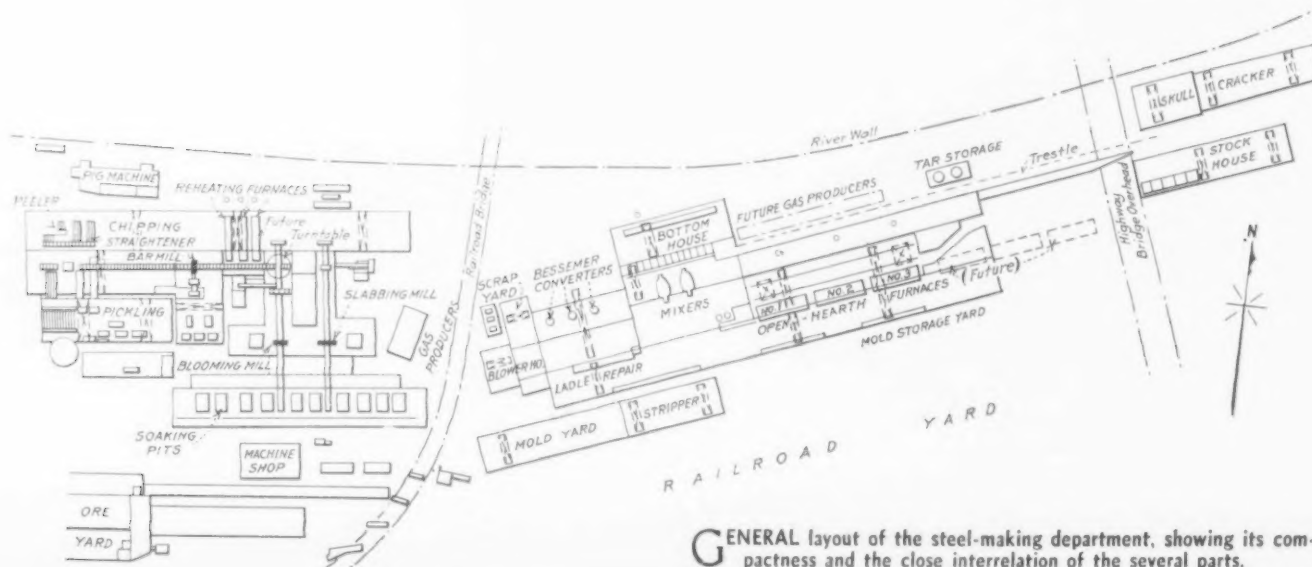 SKULL
CRACKER
STOCK
HOUSE
River Wall
TAR STORAGE
Trestle
Highway
Bridge Overhead
N
PIG MACHINE
REHEATING FURNACES
Future
Turntable
CHIPPING
STRAIGHTENER
BAR MILL
PICKLING
BLOOMING MILL
SLABBING MILL
GAS PRODUCERS
Railroad Bridge
SOAKING
PITS
MACHINE
SHOP
ORE
YARD
SCRAP
YARD
BESSEMER
CONVERTERS
BLOWER HO.
LADLE REPAIR
BOTTOM
HOUSE
MIXERS
FUTURE GAS PRODUCERS
NO. 1
NO. 2
NO. 3
OPEN - HEARTH FURNACES (Future)
MOLD STORAGE YARD
MOLD YARD
STRIPPER
RAILROAD YARD
GENERAL layout of the steel-making department, showing its com-
pactness and the close interrelation of the several parts.